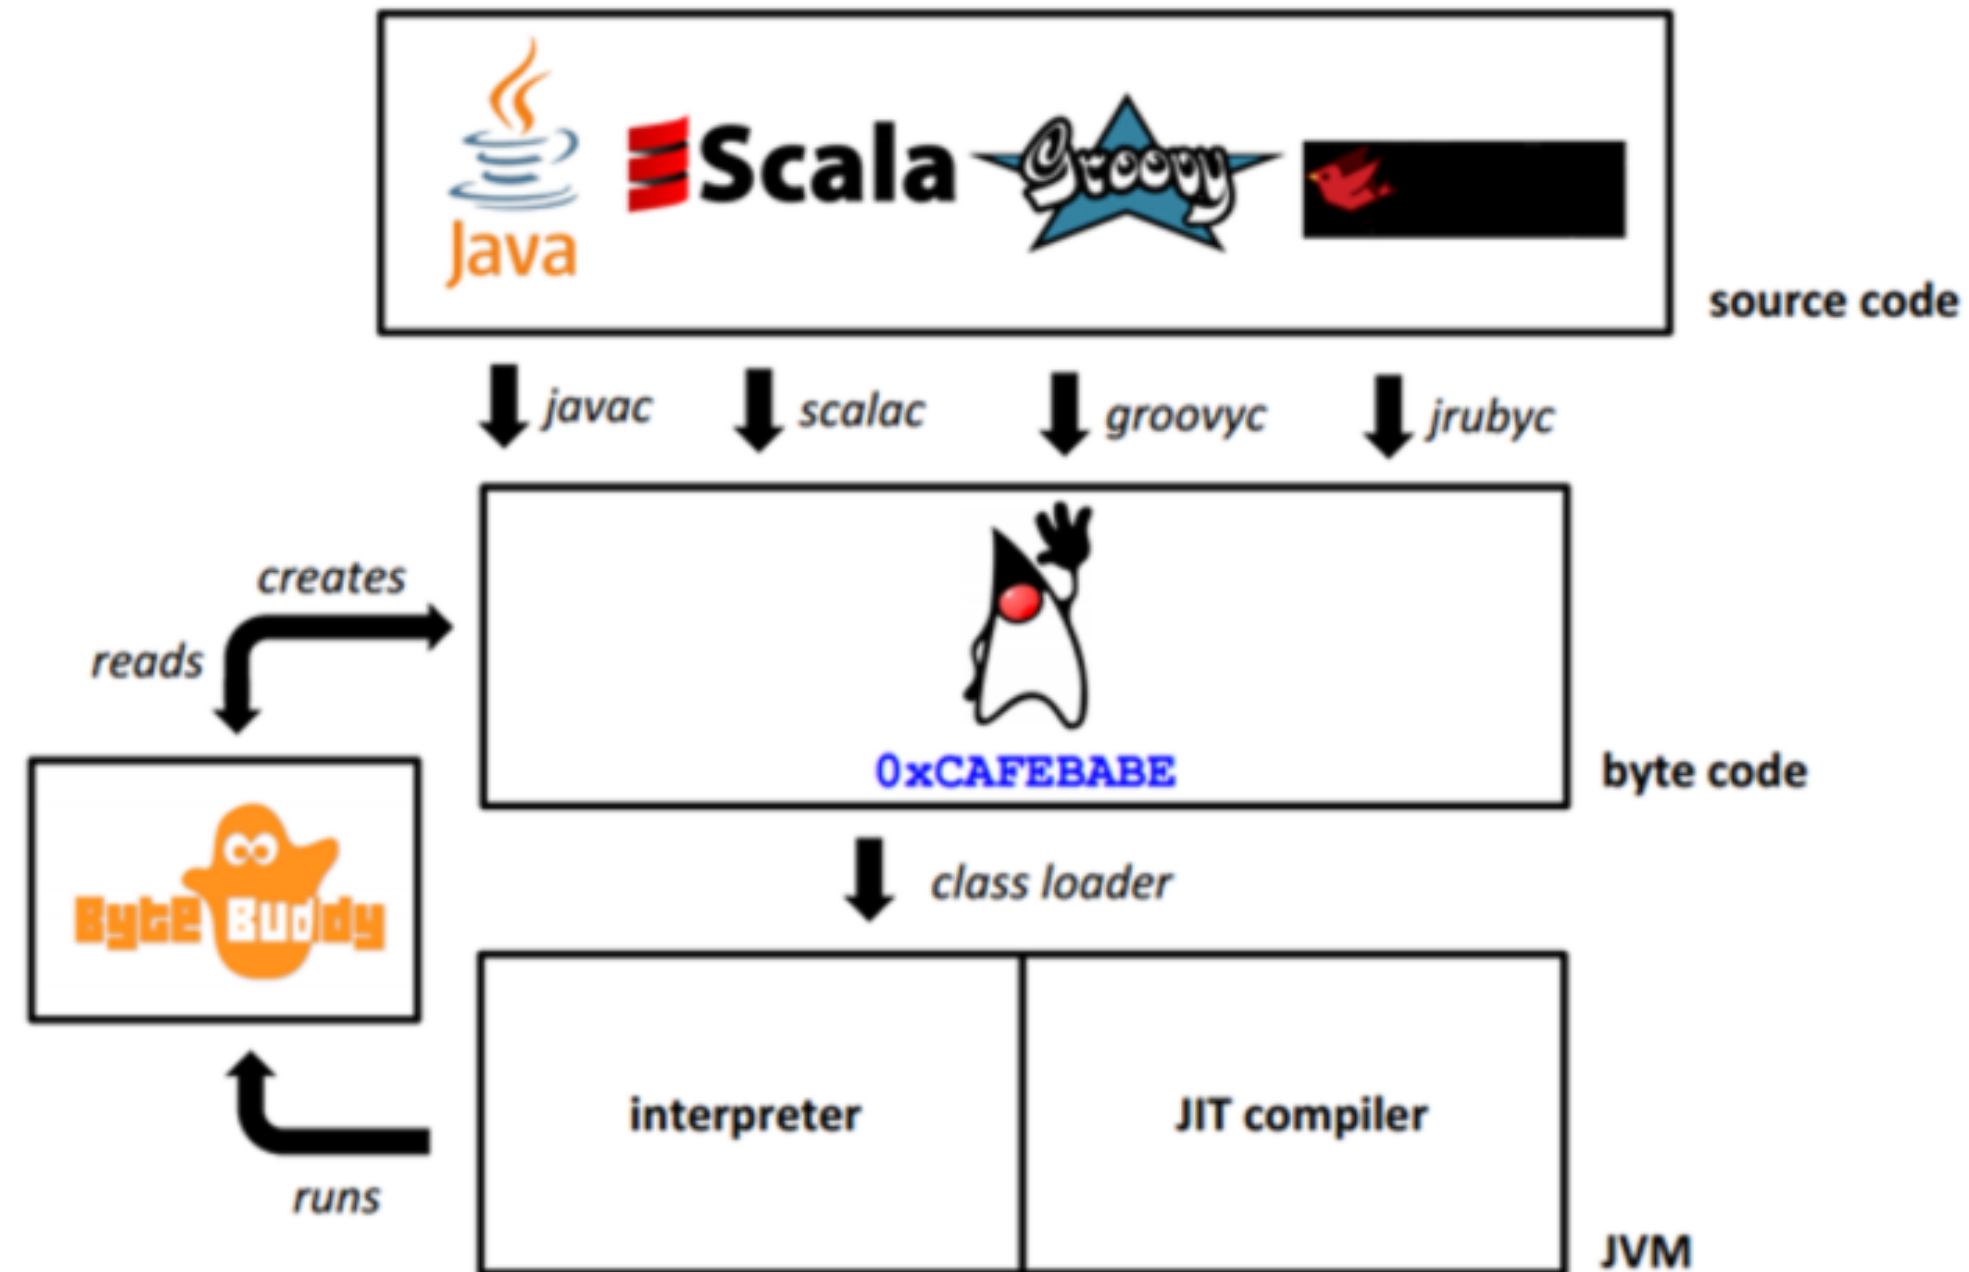 Java
Scala
Groovy
source code
javac
scalac
groovyc
jrubyc
creates
reads
0xCAFEBABE
byte code
Byte Buddy
class loader
interpreter
JIT compiler
runs
JVM